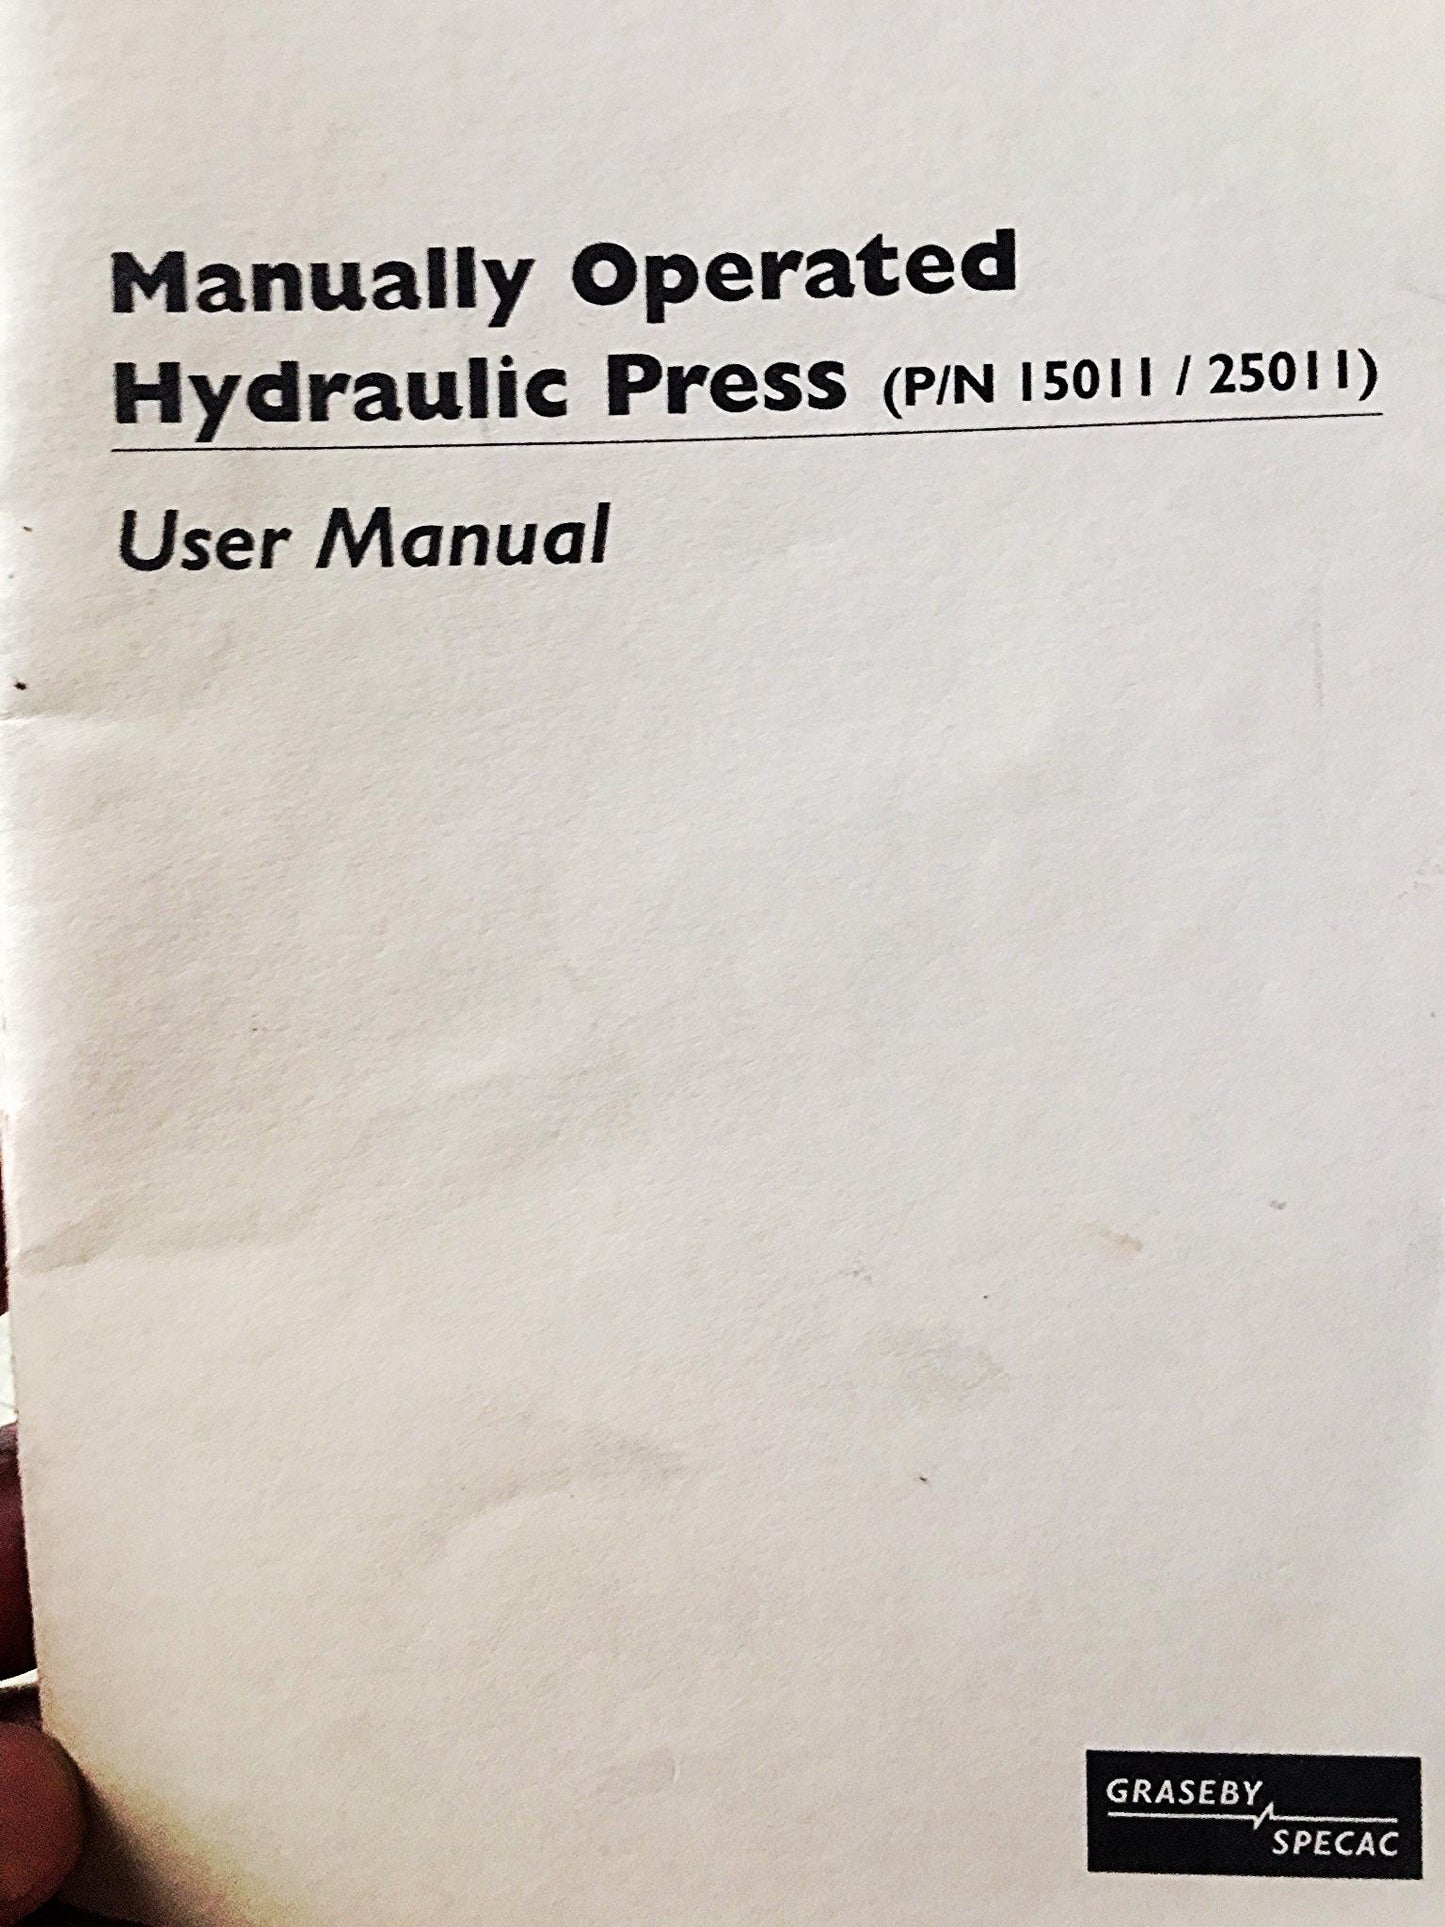 Manually Operated
Hydraulic Press (P/N 15011 / 25011)
User Manual
GRASEBY
SPECAC